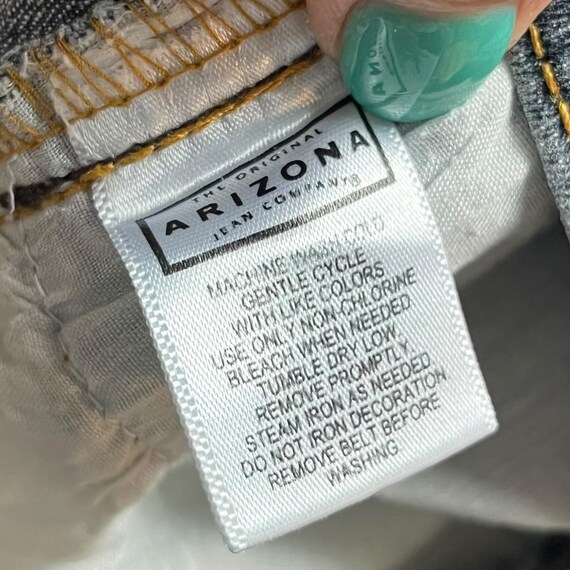 THE ORIGINAL
ARIZONA
JEAN COMPANY®
MACHINE WASH COLD
GENTLE CYCLE
WITH LIKE COLORS
USE ONLY NON-CHLORINE
BLEACH WHEN NEEDED
TUMBLE DRY LOW
REMOVE PROMPTLY
STEAM IRON AS NEEDED
DO NOT IRON DECORATION
REMOVE BELT BEFORE
WASHING